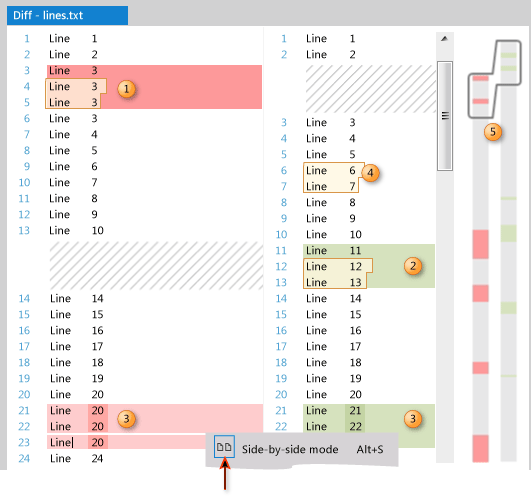 Diff - lines.txt
1 Line 1
2 Line 2
3 Line 3
4 Line 3
5 Line 3
1
6 Line 3
7 Line 4
8 Line 5
9 Line 6
10 Line 7
11 Line 8
12 Line 9
13 Line 10
14 Line 14
15 Line 15
16 Line 16
17 Line 17
18 Line 18
19 Line 19
20 Line 20
21 Line 20
22 Line 20
3
23 Line 20
24 Line 24
1 Line 1
2 Line 2
3 Line 3
4 Line 4
5 Line 5
6 Line 6
7 Line 7
4
8 Line 8
9 Line 9
10 Line 10
11 Line 11
12 Line 12
2
13 Line 13
14 Line 14
15 Line 15
16 Line 16
17 Line 17
18 Line 18
19 Line 19
20 Line 20
21 Line 21
22 Line 22
3
5
Side-by-side mode Alt+S